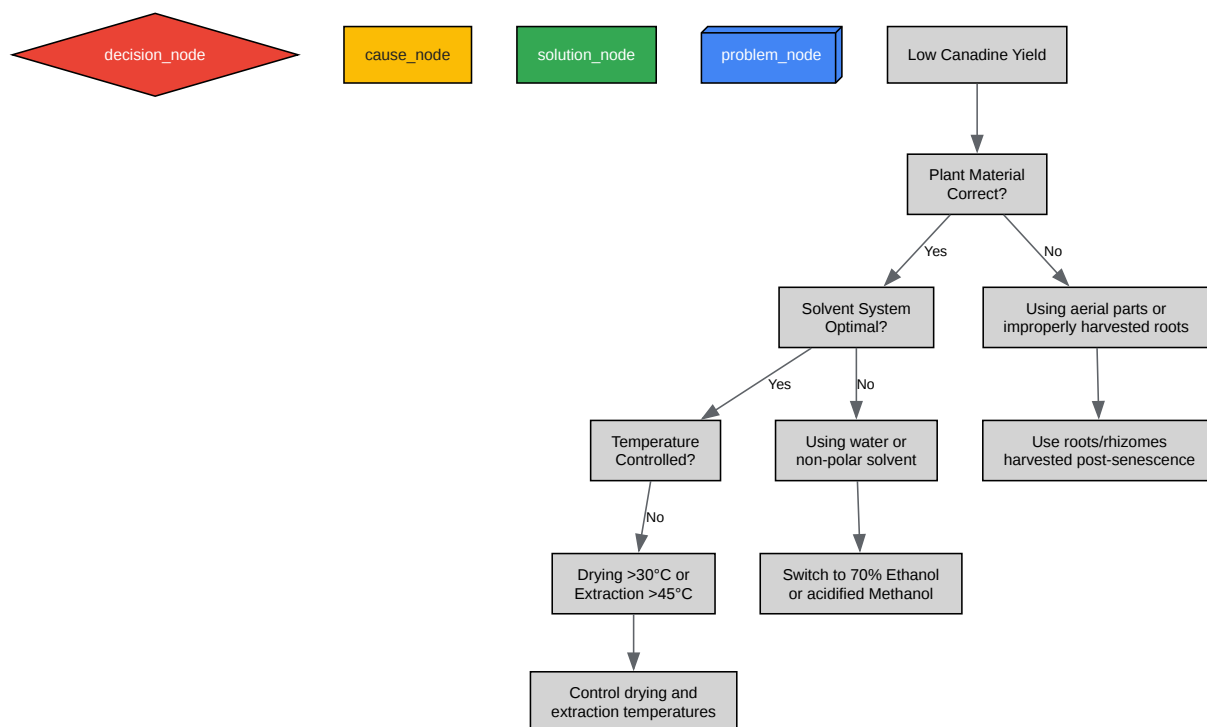 decision_node
cause_node
solution_node
problem_node
Low Canadine Yield
Plant Material
Correct?
Yes
No
Solvent System
Optimal?
Using aerial parts or
improperly harvested roots
Yes
No
Temperature
Controlled?
Using water or
non-polar solvent
Use roots/rhizomes
harvested post-senescence
No
Drying >30°C or
Extraction >45°C
Switch to 70% Ethanol
or acidified Methanol
Control drying and
extraction temperatures